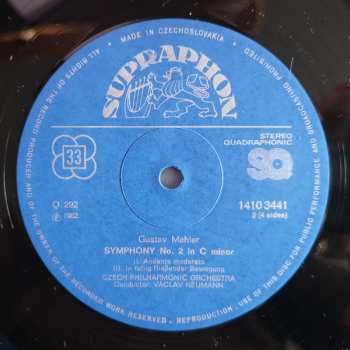 MADE IN CZECHOSLOVAKIA
SUPRAPHON
33
STEREO
QUADRAPHONIC
SQ
292
℗ 1982
1410 3441
2 (4 sides)
Gustav Mahler
SYMPHONY No. 2 in C minor
II. Andante moderato
III. In ruhig fließender Bewegung
CZECH PHILHARMONIC ORCHESTRA
Conductor: VÁCLAV NEUMANN
ALL RIGHTS OF THE RECORD PRODUCER AND OF THE OWNER OF THE RECORDED WORK RESERVED. REPRODUCTION OR USE OF THIS DISC FOR PUBLIC PERFORMANCE AND BROADCASTING PROHIBITED.